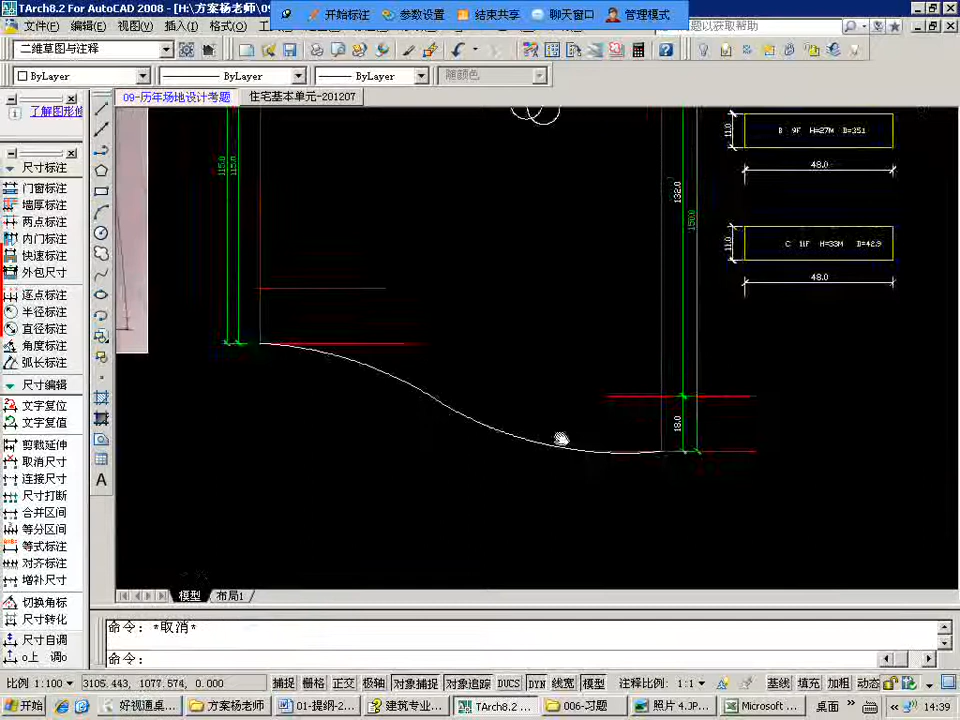 TArch8.2 For AutoCAD 2008 - [H:\方案杨老师\09
开始标注
参数设置
结束共享
聊天窗口
管理模式
文件(F)
编辑(E)
视图(V)
插入(I)
格式(O)
题以获取帮助
二维草图与注释
ByLayer
ByLayer
ByLayer
随颜色
了解图形修
09-历年场地设计考题
住宅基本单元-201207
尺寸标注
门窗标注
墙厚标注
两点标注
内门标注
快速标注
外包尺寸
逐点标注
半径标注
直径标注
角度标注
弧长标注
尺寸编辑
文字复位
文字复值
剪裁延伸
取消尺寸
连接尺寸
尺寸打断
合并区间
等分区间
等式标注
对齐标注
增补尺寸
切换角标
尺寸转化
尺寸自调
o上 调o
A
115.0
115.0
132.0
150.0
18.0
11.0
B 9F H=27M D=35.1
48.0
11.0
C 11F H=33M D=42.9
48.0
模型
布局1
命令: *取消*
命令:
比例 1:100
3105.443, 1077.574, 0.000
捕捉
栅格
正交
极轴
对象捕捉
对象追踪
DUCS
DYN
线宽
模型
注释比例: 1:1
基线
填充
加粗
动态
开始
好视通桌...
方案杨老师
01-提纲-2...
建筑专业...
TArch8.2 ...
006-习题
照片 4.JP...
Microsoft...
桌面
14:39